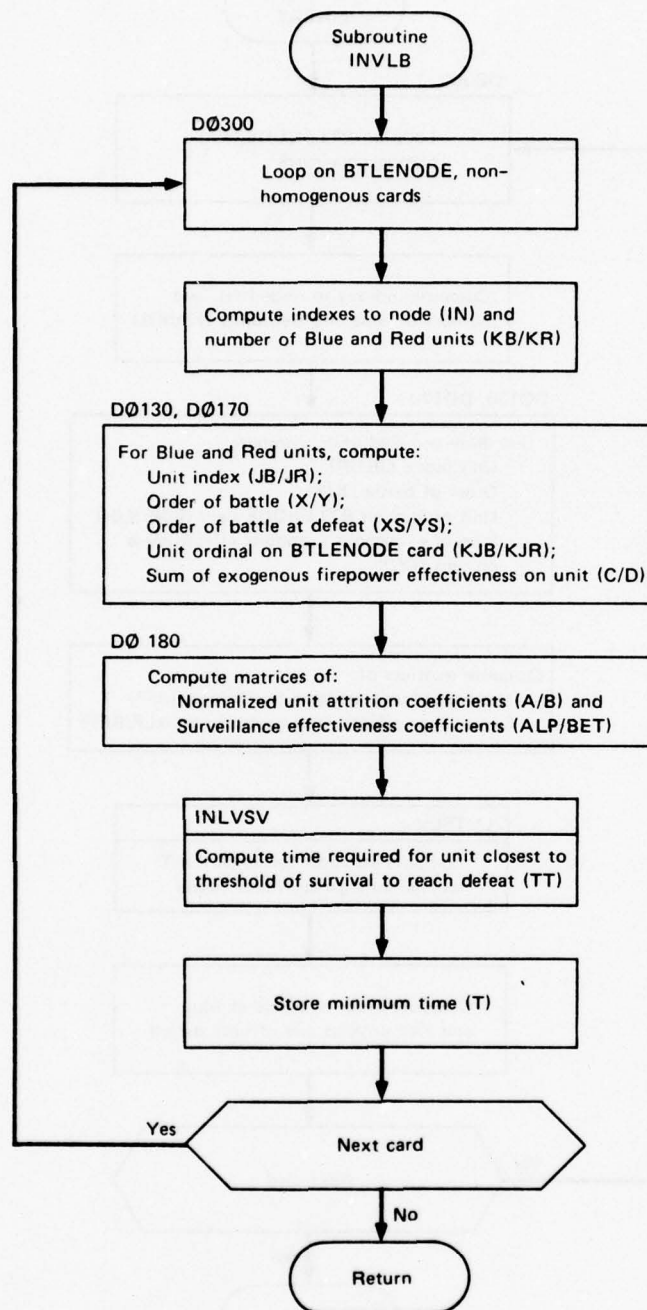 Subroutine
INVLB
DØ300
Loop on BTLENODE, non-
homogenous cards
Compute indexes to node (IN) and
number of Blue and Red units (KB/KR)
DØ130, DØ170
For Blue and Red units, compute:
Unit index (JB/JR);
Order of battle (X/Y);
Order of battle at defeat (XS/YS);
Unit ordinal on BTLENODE card (KJB/KJR);
Sum of exogenous firepower effectiveness on unit (C/D)
DØ 180
Compute matrices of:
Normalized unit attrition coefficients (A/B) and
Surveillance effectiveness coefficients (ALP/BET)
INLVSV
Compute time required for unit closest to
threshold of survival to reach defeat (TT)
Store minimum time (T)
Yes
Next card
No
Return